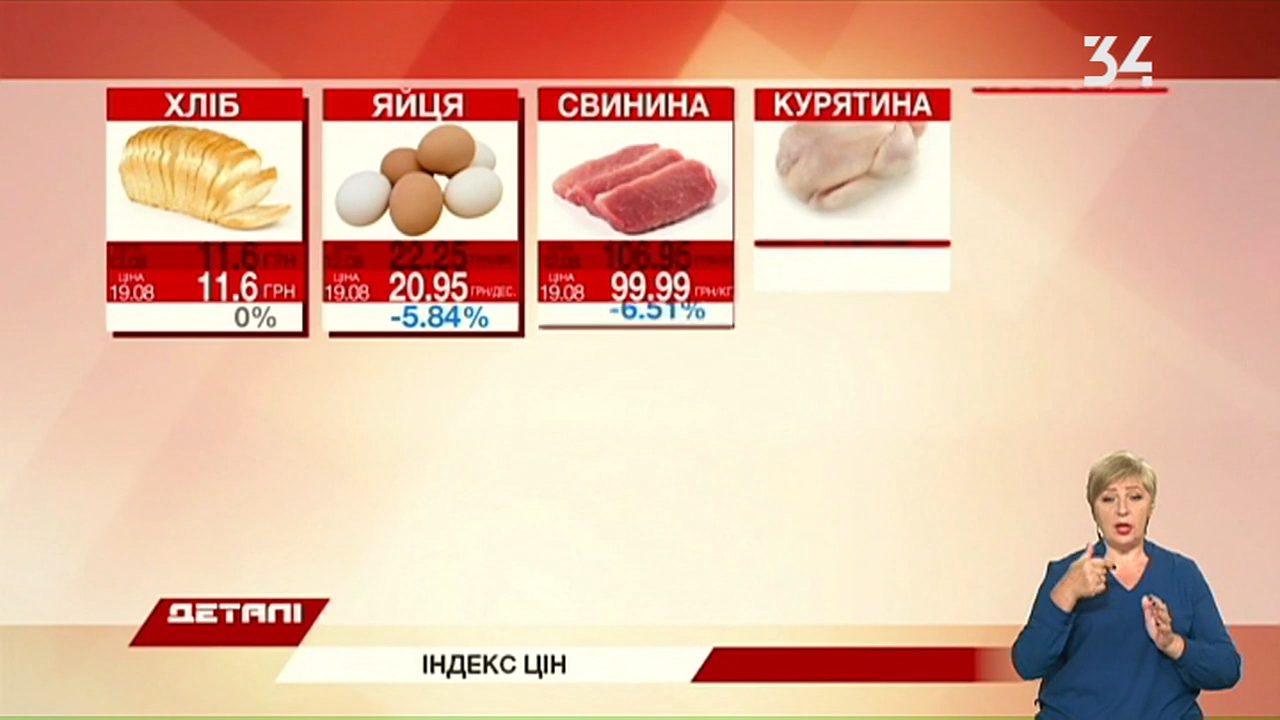 34
ХЛІБ
11.6 ГРН
ЦІНА
19.08
11.6 ГРН
0%
ЯЙЦЯ
22.25
ЦІНА
19.08
20.95 ГРН/ДЕС.
-5.84%
СВИНИНА
106.95
ЦІНА
19.08
99.99 ГРН/КГ
-6.51%
КУРЯТИНА
ДЕТАЛІ
ІНДЕКС ЦІН